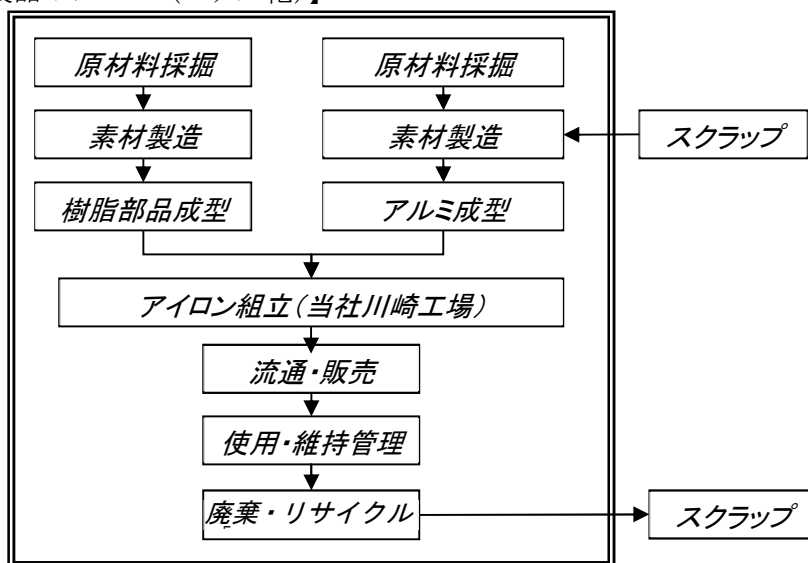 原材料採掘
原材料採掘
素材製造
素材製造
スクラップ
樹脂部品成型
アルミ成型
アイロン組立(当社川崎工場)
流通・販売
使用・維持管理
廃棄・リサイクル
スクラップ